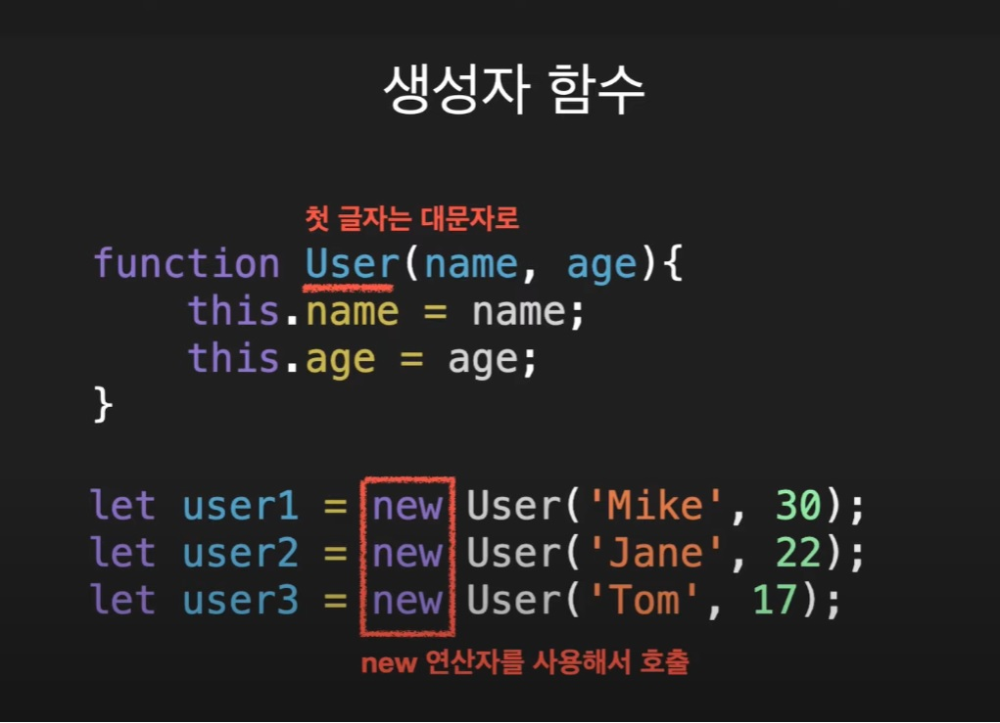 생성자 함수
첫 글자는 대문자로
function User(name, age){
    this.name = name;
    this.age = age;
}
let user1 = new User('Mike', 30);
let user2 = new User('Jane', 22);
let user3 = new User('Tom', 17);
new 연산자를 사용해서 호출